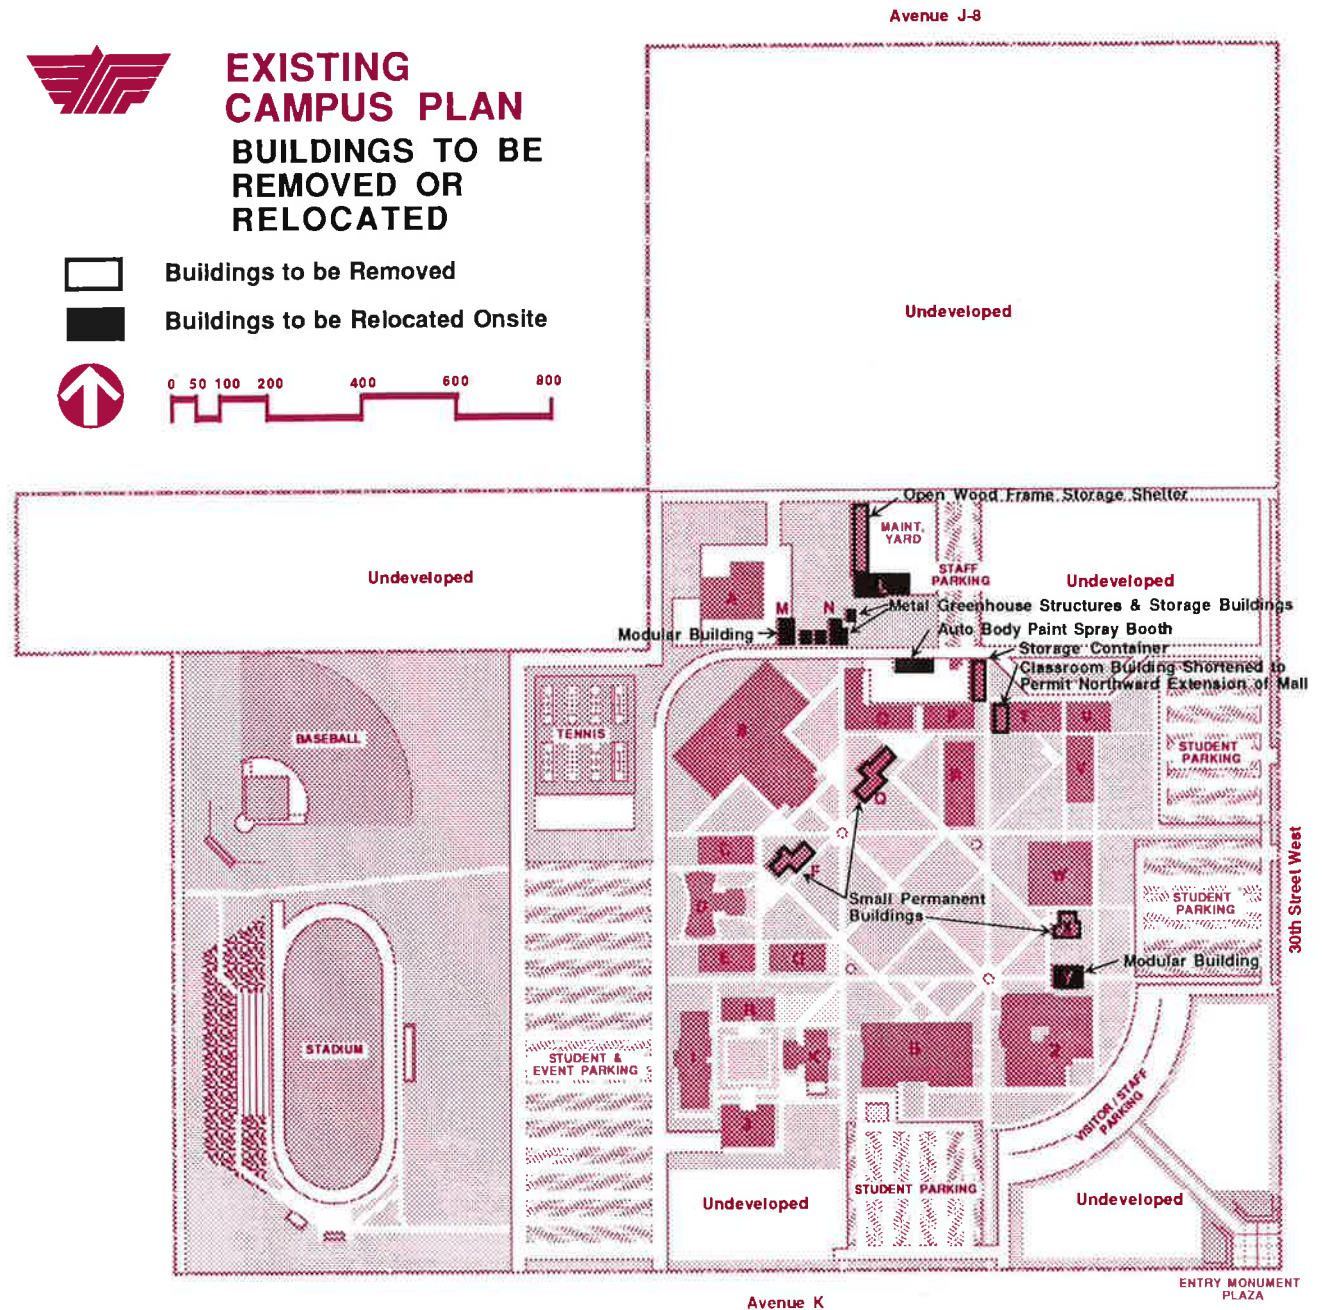 Avenue J-8
EXISTING
CAMPUS PLAN
BUILDINGS TO BE
REMOVED OR
RELOCATED
Buildings to be Removed
Buildings to be Relocated Onsite
0 50 100 200 400 600 800
Undeveloped
Open Wood Frame Storage Shelter
MAINT.
YARD
STAFF
PARKING
Undeveloped
Undeveloped
A
M
N
L
Metal Greenhouse Structures & Storage Buildings
Modular Building
Auto Body Paint Spray Booth
Storage Container
Classroom Building Shortened to
Permit Northward Extension of Mall
BASEBALL
TENNIS
P
T
U
STUDENT
PARKING
Q
R
V
C
F
W
D
Small Permanent
Buildings
STUDENT
PARKING
30th Street West
X
E
G
Modular Building
Y
STADIUM
STUDENT &
EVENT PARKING
I
K
J
VISITOR / STAFF
PARKING
Undeveloped
STUDENT PARKING
Undeveloped
ENTRY MONUMENT
PLAZA
Avenue K